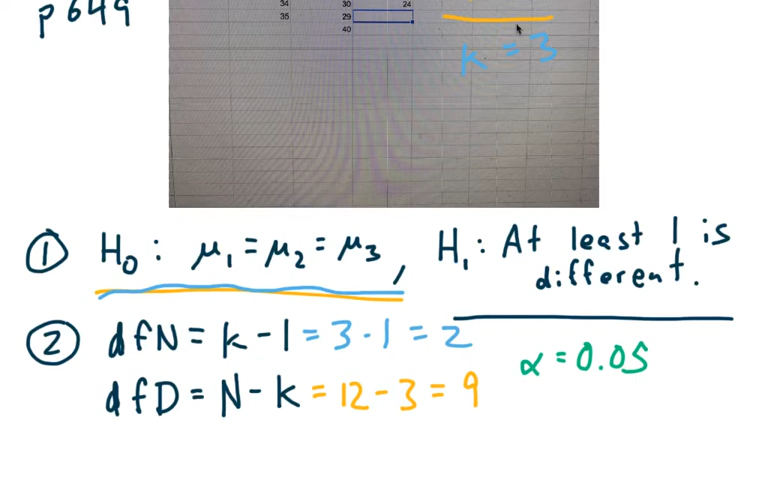 p 649
34 30 24
35 29
40
k = 3
① H₀ : μ₁ = μ₂ = μ₃ , H₁ : At least 1 is different.
② dfN = k - 1 = 3 - 1 = 2
α = 0.05
dfD = N - k = 12 - 3 = 9